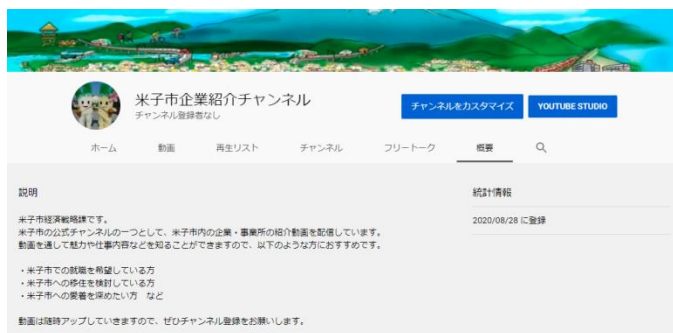 米子市企業紹介チャンネル
チャンネル登録者なし
チャンネルをカスタマイズ
YOUTUBE STUDIO
ホーム 動画 再生リスト チャンネル フリートーク 概要
説明
統計情報
米子市経済戦略課です。
米子市の公式チャンネルの一つとして、米子市内の企業・事業所の紹介動画を配信しています。
動画を通して魅力や仕事内容などを知ることができますので、以下のような方におすすめです。
2020/08/28 に登録
・米子市での就職を希望している方
・米子市への移住を検討している方
・米子市への愛着を深めたい方 など
動画は随時アップしていきますので、ぜひチャンネル登録をお願いします。